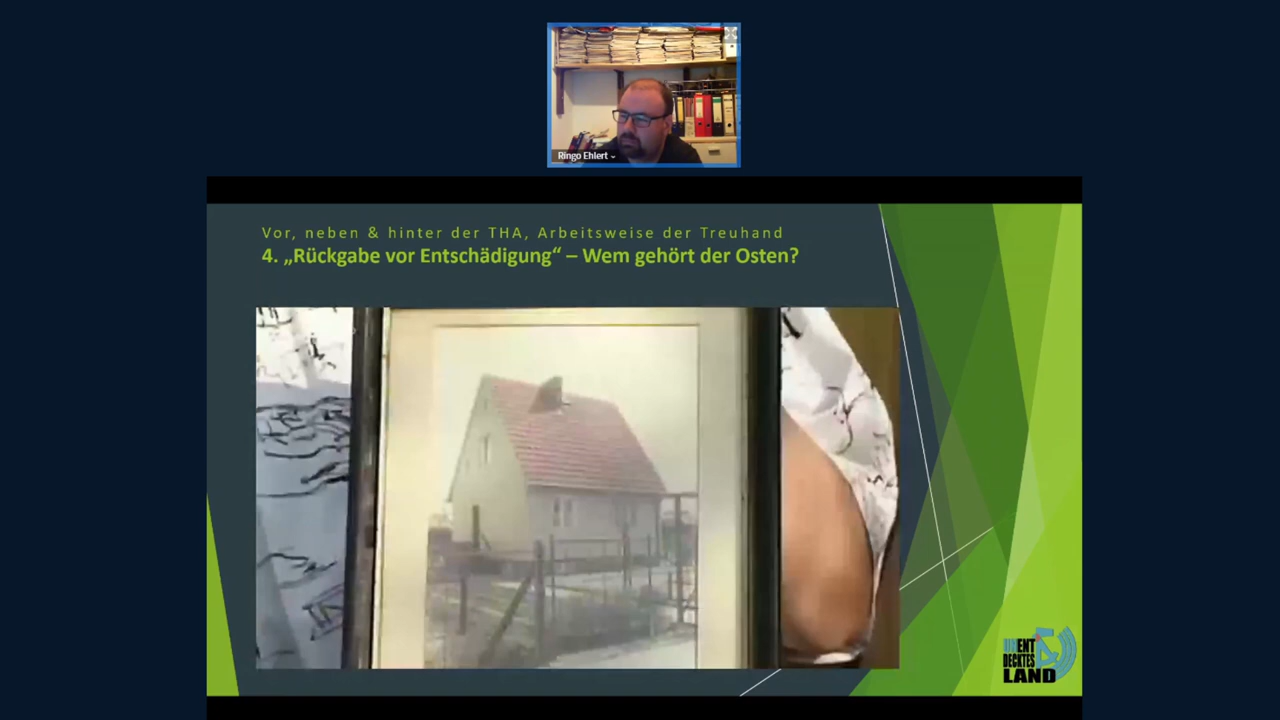 Ringo Ehlert
Vor, neben & hinter der THA, Arbeitsweise der Treuhand
4. „Rückgabe vor Entschädigung“ – Wem gehört der Osten?
UNENT
DECKTES
LAND